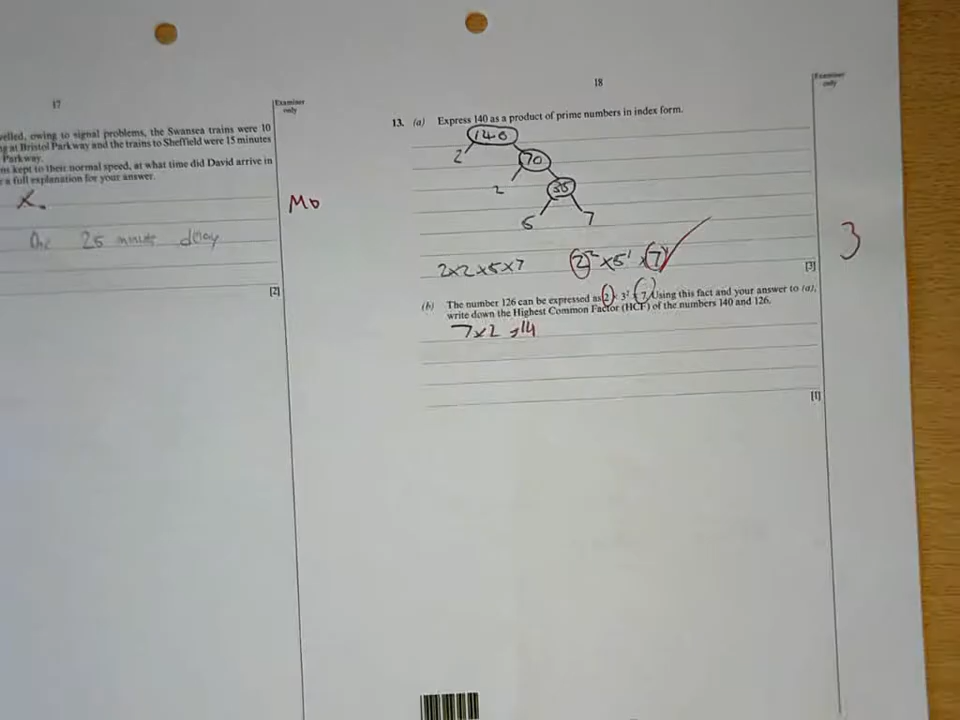 17
Examiner
only
velled, owing to signal problems, the Swansea trains were 10
g at Bristol Parkway and the trains to Sheffield were 15 minutes
Parkway.
ns kept to their normal speed, at what time did David arrive in
a full explanation for your answer.
M0
25 minute delay
[2]
18
Examiner
only
13. (a) Express 140 as a product of prime numbers in index form.
140
2 70
2 35
5 7
2×2×5×7 2² ×5¹ ×7¹
3
[3]
(b) The number 126 can be expressed as 2 × 3² × 7. Using this fact and your answer to (a),
write down the Highest Common Factor (HCF) of the numbers 140 and 126.
7×2 =14
[1]